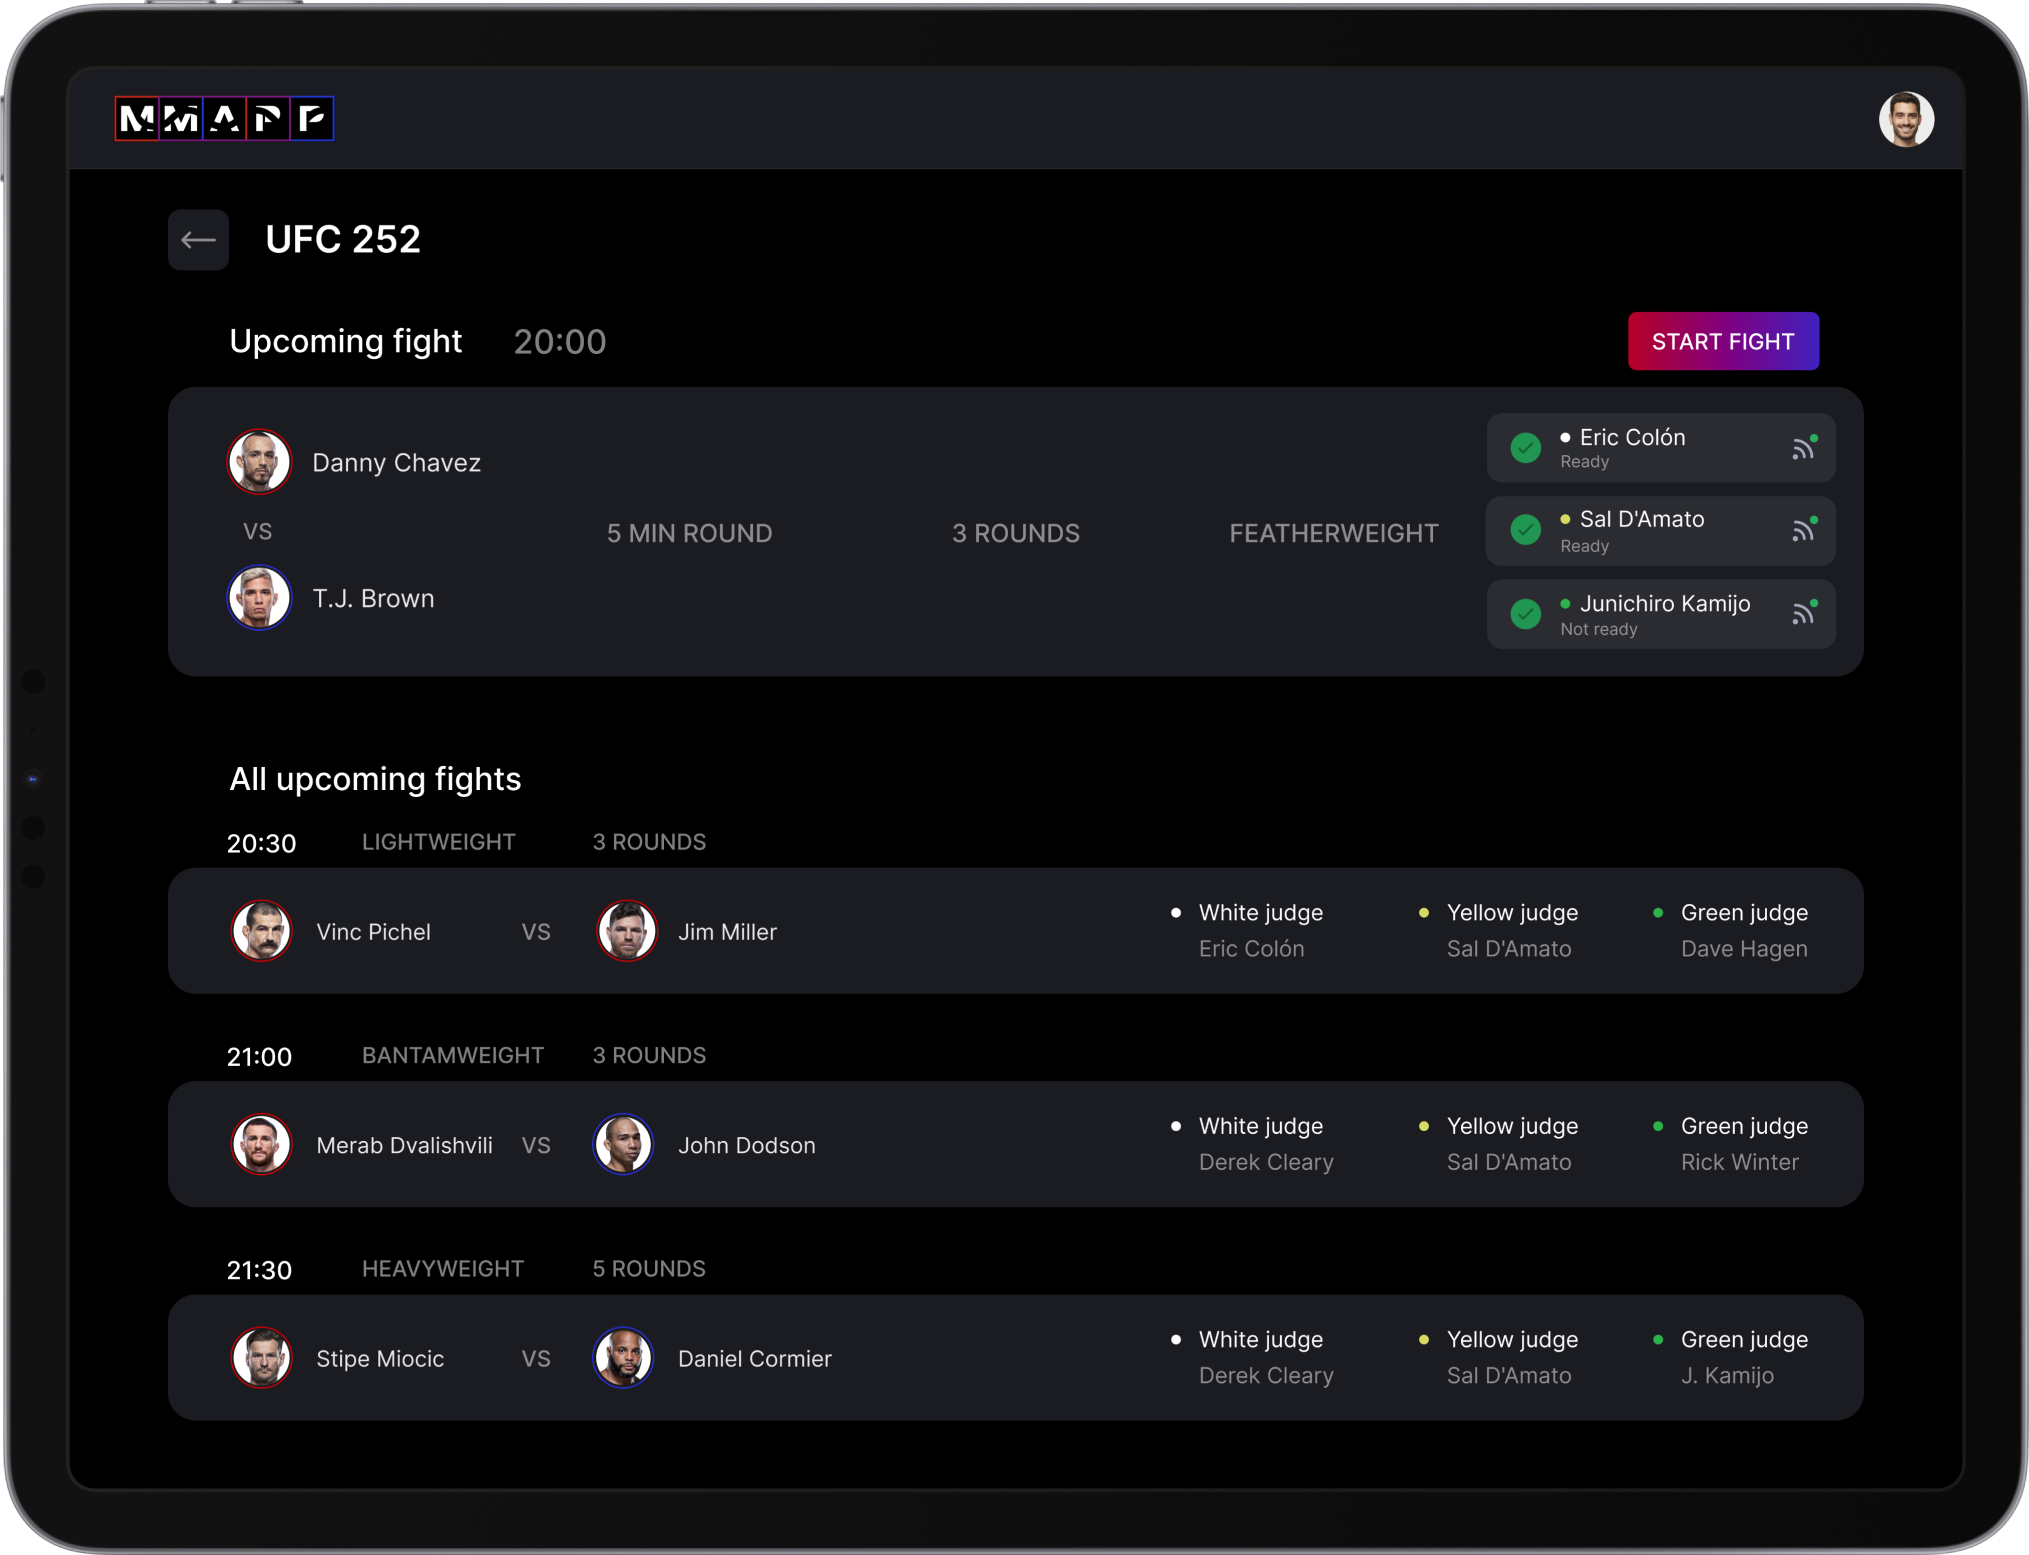 MMAPP
UFC 252
Upcoming fight 20:00
START FIGHT
Danny Chavez
VS
T.J. Brown
5 MIN ROUND
3 ROUNDS
FEATHERWEIGHT
Eric Colón
Ready
Sal D'Amato
Ready
Junichiro Kamijo
Not ready
All upcoming fights
20:30 LIGHTWEIGHT 3 ROUNDS
Vinc Pichel VS Jim Miller
White judge Yellow judge Green judge
Eric Colón Sal D'Amato Dave Hagen
21:00 BANTAMWEIGHT 3 ROUNDS
Merab Dvalishvili VS John Dodson
White judge Yellow judge Green judge
Derek Cleary Sal D'Amato Rick Winter
21:30 HEAVYWEIGHT 5 ROUNDS
Stipe Miocic VS Daniel Cormier
White judge Yellow judge Green judge
Derek Cleary Sal D'Amato J. Kamijo